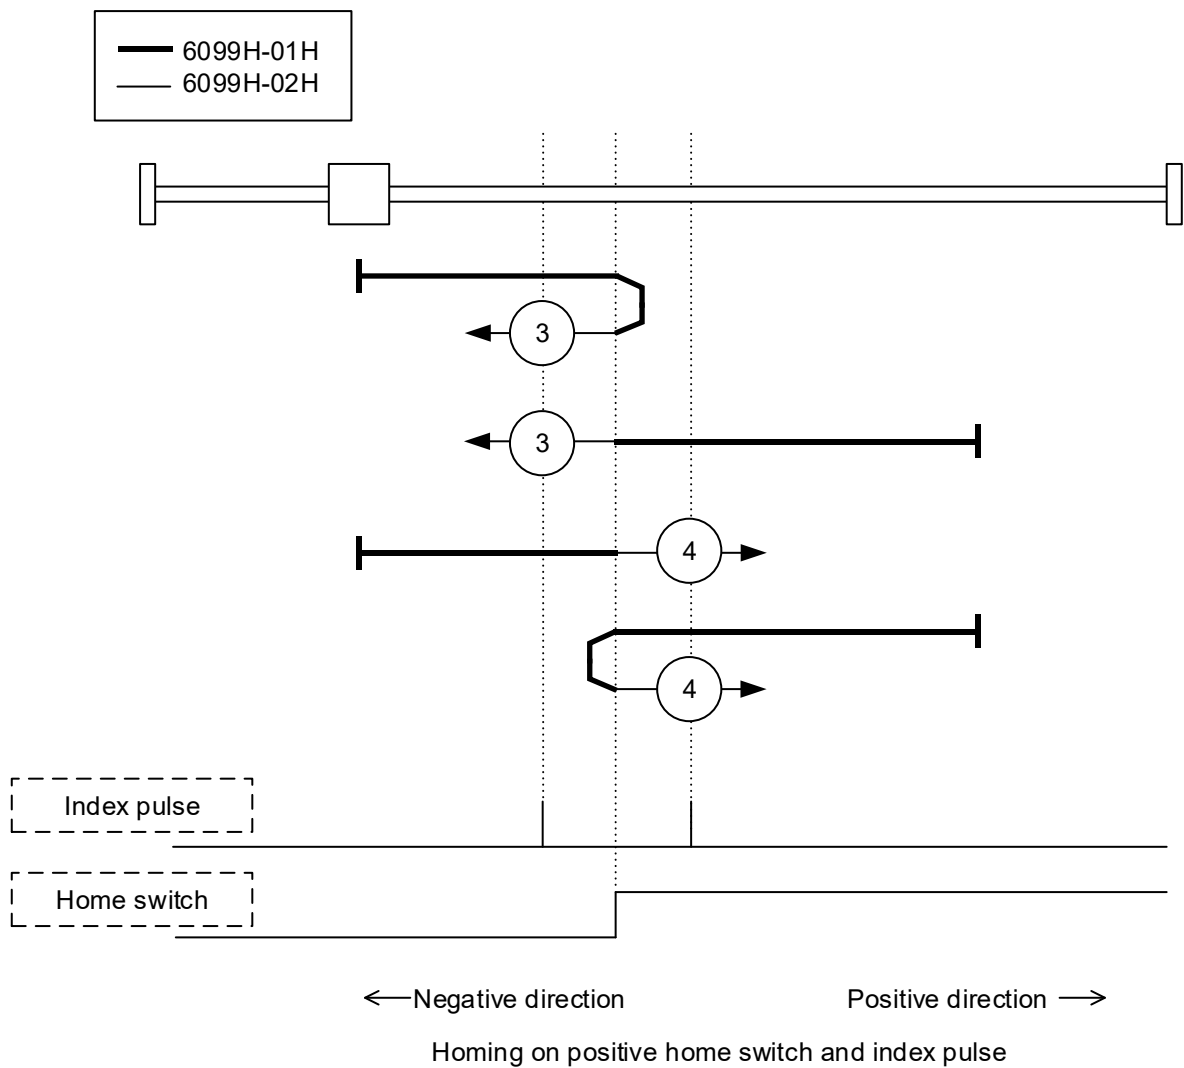 6099H-01H
6099H-02H
3
3
4
4
Index pulse
Home switch
Negative direction
Positive direction
Homing on positive home switch and index pulse